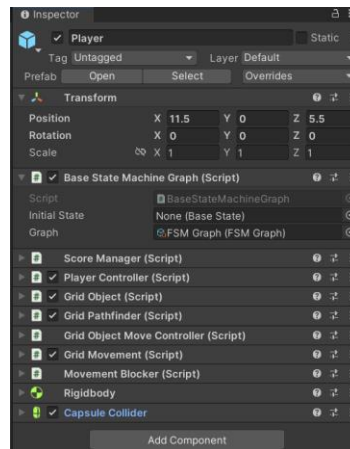 Inspector
Player Static
Tag Untagged Layer Default
Prefab Open Select Overrides
Transform
Position X 11.5 Y 0 Z 5.5
Rotation X 0 Y 0 Z 0
Scale X 1 Y 1 Z 1
# Base State Machine Graph (Script)
Script BaseStateMachineGraph
Initial State None (Base State)
Graph FSM Graph (FSM Graph)
# Score Manager (Script)
# Player Controller (Script)
# Grid Object (Script)
# Grid Pathfinder (Script)
# Grid Object Move Controller (Script)
# Grid Movement (Script)
# Movement Blocker (Script)
Rigidbody
Capsule Collider
Add Component